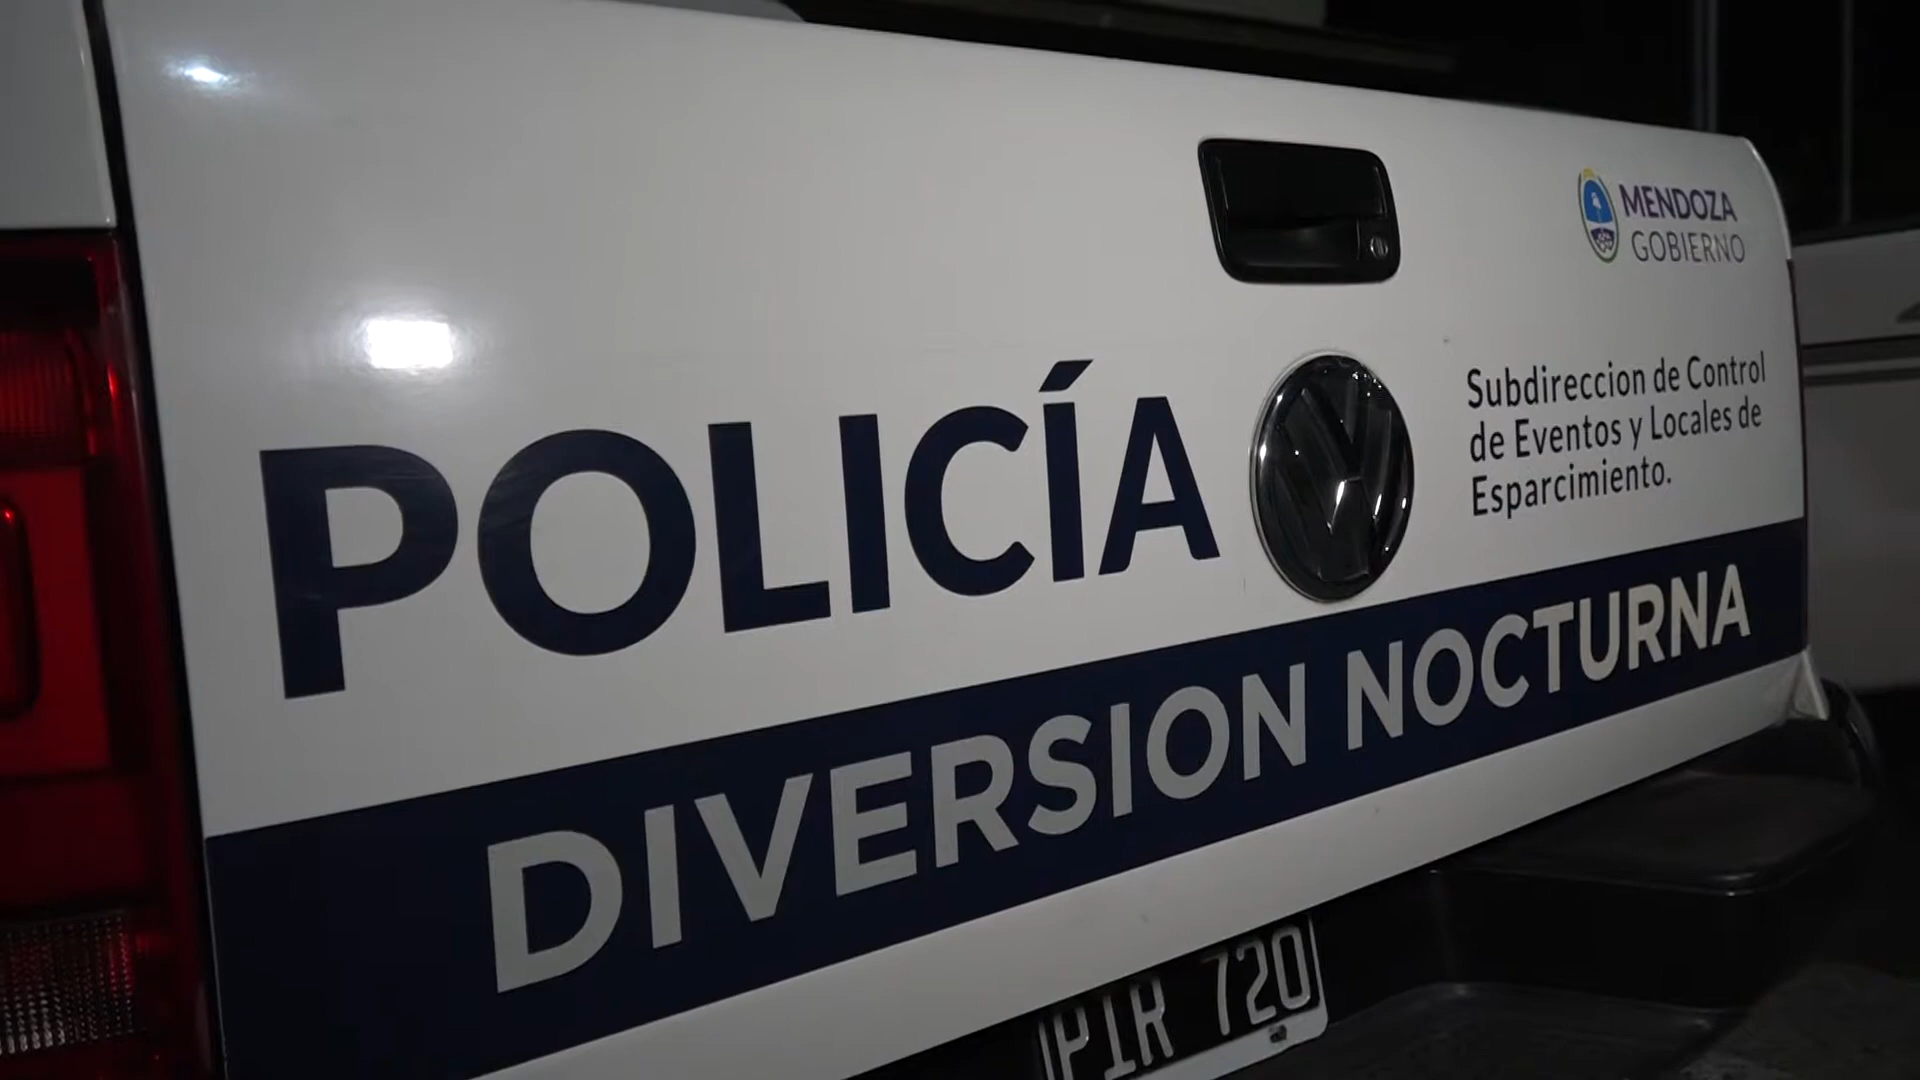 MENDOZA
GOBIERNO
POLICÍA
Subdireccion de Control
de Eventos y Locales de
Esparcimiento.
DIVERSION NOCTURNA
PIR 720